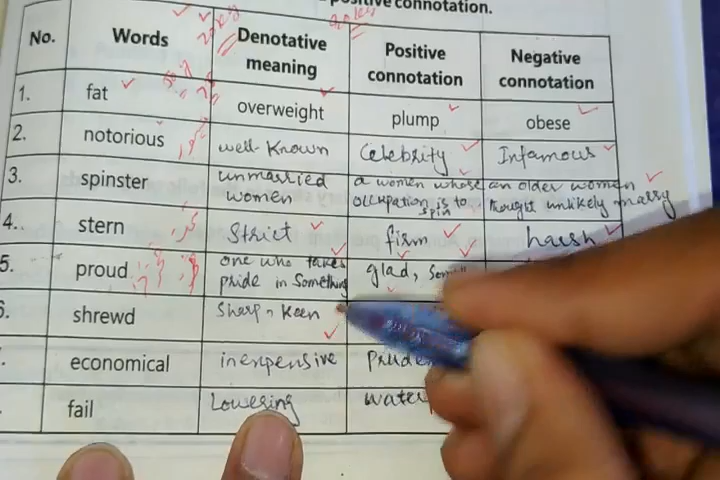 positive connotation.
No. Words Denotative meaning Positive connotation Negative connotation
1. fat overweight plump obese
2. notorious well-known Celebrity Infamous
3. spinster unmarried women a women whose occupation is to spin an older women thought unlikely marry
4. stern Strict firm harsh
5. proud one who takes pride in Something glad,
6. shrewd Sharp, Keen
economical inexpensive
fail Lowering